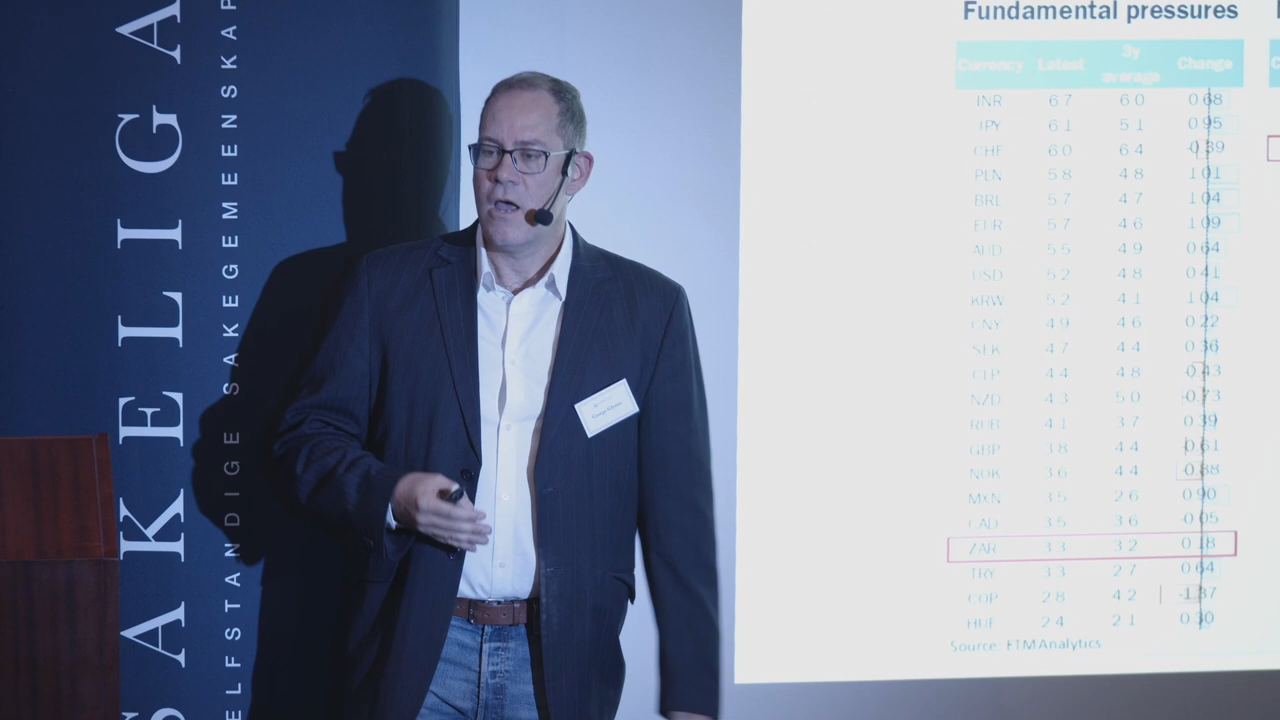 SAKELIGA
ELFSTANDIGE SAKEGEMEENSKAP
Fundamental pressures
Currency Latest 3y average Change
INR 6.7 6.0 0.68
JPY 6.1 5.1 0.95
CHF 6.0 6.4 -0.39
PLN 5.8 4.8 1.01
BRL 5.7 4.7 1.04
EUR 5.7 4.6 1.09
AUD 5.5 4.9 0.64
USD 5.2 4.8 0.41
KRW 5.2 4.1 1.04
CNY 4.9 4.6 0.22
SEK 4.7 4.4 0.36
CLP 4.4 4.8 -0.43
NZD 4.3 5.0 -0.73
RUB 4.1 3.7 0.39
GBP 3.8 4.4 -0.61
NOK 3.6 4.4 -0.88
MXN 3.5 2.6 0.90
CAD 3.5 3.6 -0.05
ZAR 3.3 3.2 0.18
TRY 3.3 2.7 0.64
COP 2.8 4.2 -1.37
HUF 2.4 2.1 0.30
Source: ETMAnalytics